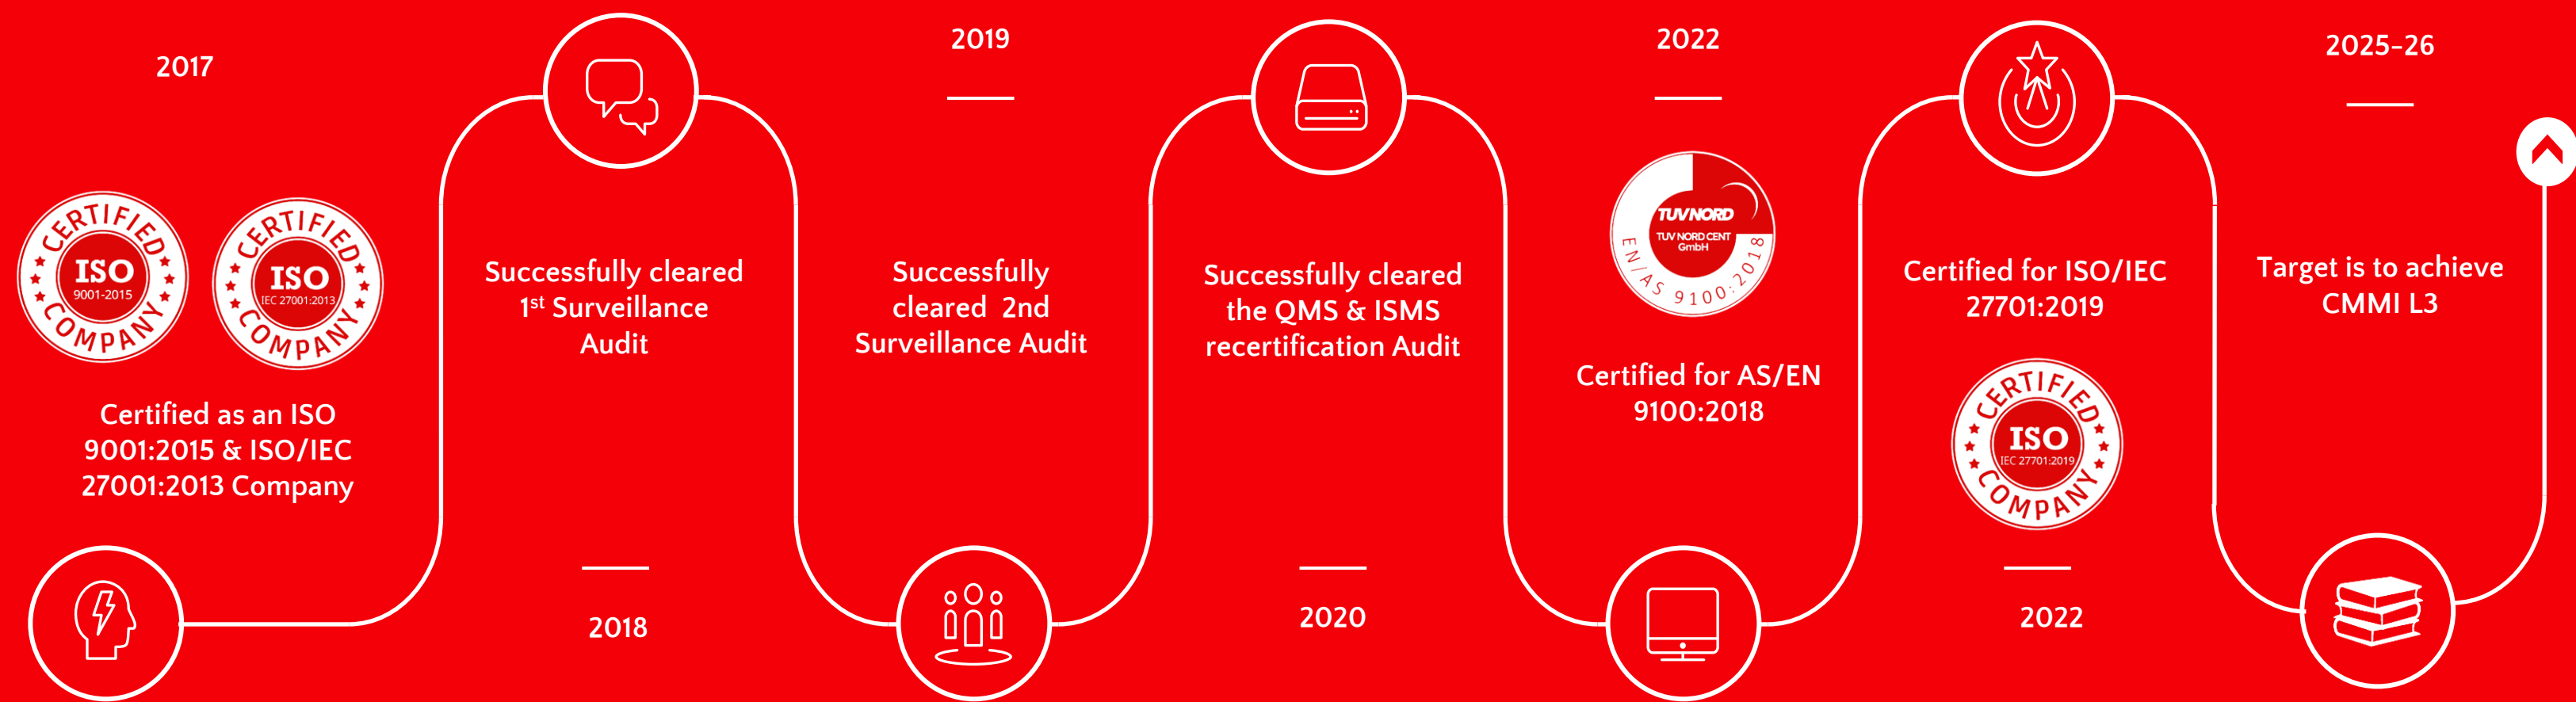 2017
CERTIFIED
ISO
9001-2015
COMPANY
CERTIFIED
ISO
IEC 27001:2013
COMPANY
Certified as an ISO
9001:2015 & ISO/IEC
27001:2013 Company
Successfully cleared
1st Surveillance
Audit
2018
2019
Successfully
cleared 2nd
Surveillance Audit
Successfully cleared
the QMS & ISMS
recertification Audit
2020
2022
TUV NORD
TUV NORD CENT
GmbH
EN/AS 9100:2018
Certified for AS/EN
9100:2018
Certified for ISO/IEC
27701:2019
CERTIFIED
ISO
IEC 27701:2019
COMPANY
2022
2025-26
Target is to achieve
CMMI L3